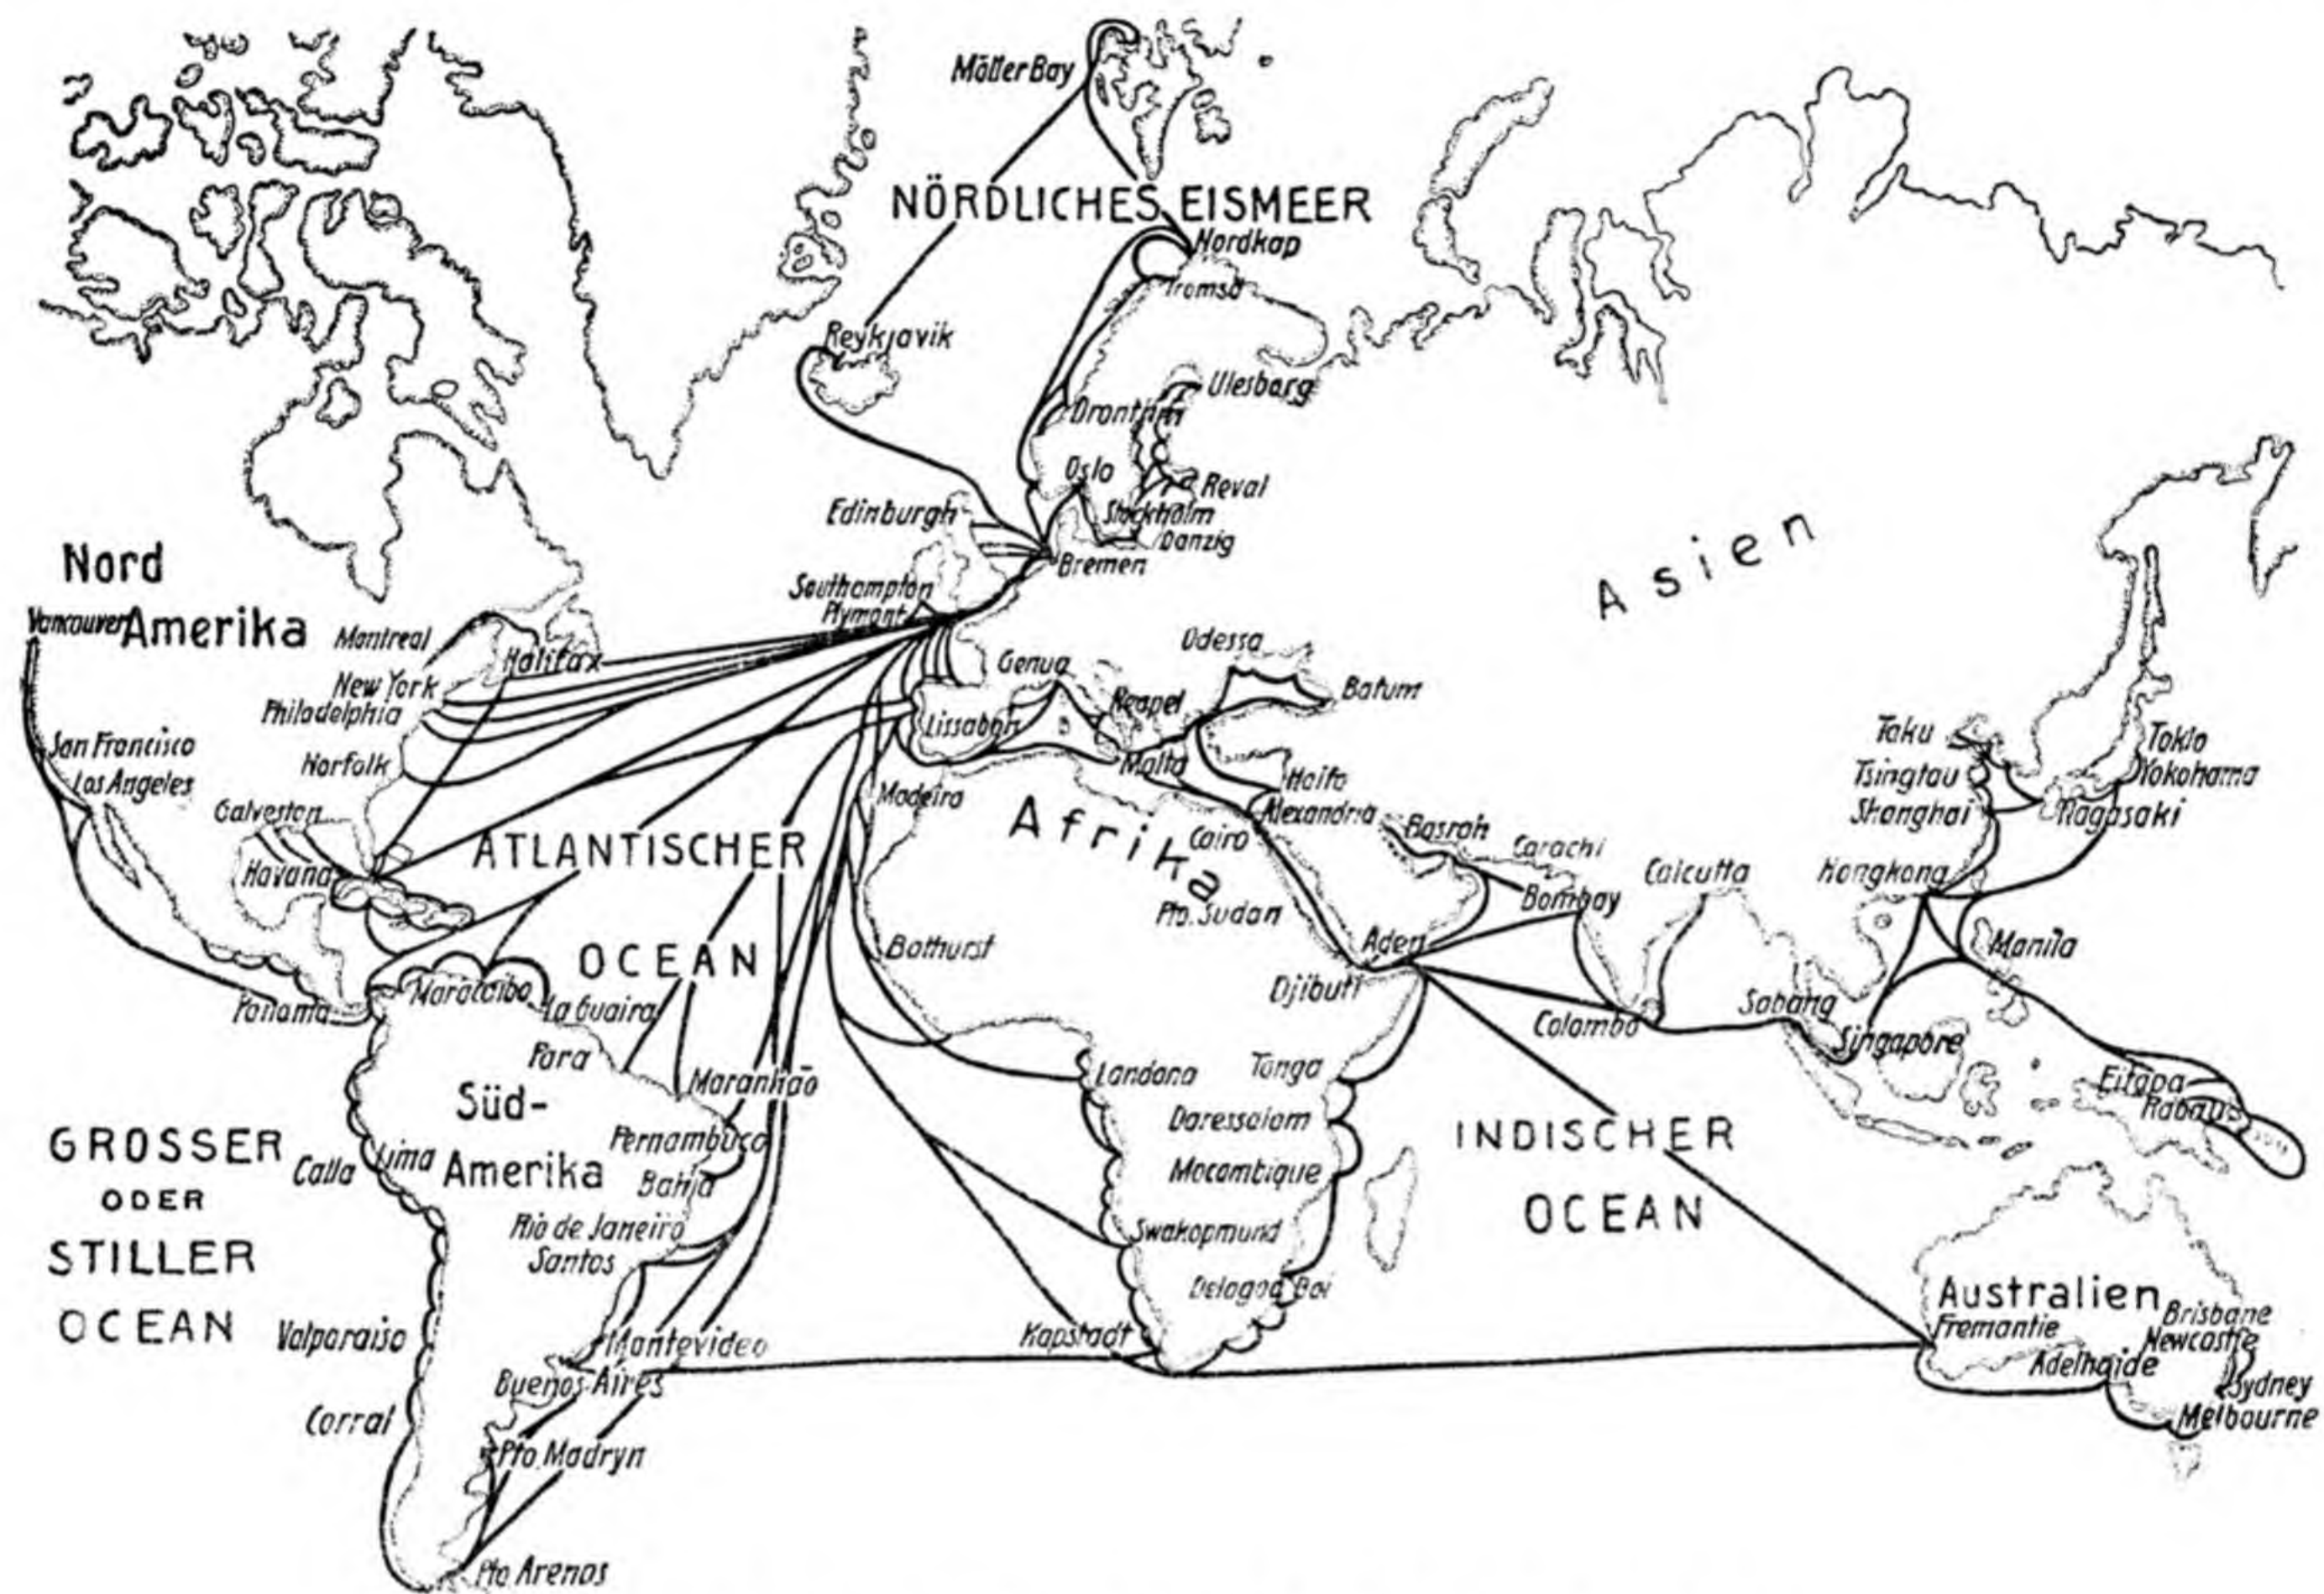 Möller Bay
NÖRDLICHES EISMEER
Nordkap
Tromsö
Reykjavik
Ulesborg
Dronthm
Oslo
Reval
Edinburgh
Stockholm
Danzig
Bremen
Asien
Nord
Amerika
Vancouver
Southampton
Plymont
Montreal
Halifax
New York
Philadelphia
Norfolk
San Francisco
Los Angeles
Galveston
Havana
Genua
Odessa
Batum
Neapel
Lissabon
Malta
Haifa
Madeira
Alexandria
Cairo
Afrika
Basrah
Carachi
Calcutta
Bombay
Pto. Sudan
Aden
Djibuti
Colombo
Sabang
Singapore
Taku
Tsingtau
Shanghai
Tokio
Yokohama
Nagasaki
Hongkong
Manila
ATLANTISCHER
OCEAN
Bathurst
Panama
Maracaibo
La Guaira
Para
Maranhão
Süd-
Amerika
Pernambuco
Bahia
Rio de Janeiro
Santos
GROSSER
ODER
STILLER
OCEAN
Calla
Lima
Valparaiso
Corral
Montevideo
Buenos Aires
Pto. Madryn
Pto Arenas
Landana
Tanga
Daressalam
Mocambique
Swakopmund
Delagoa Bai
Kapstadt
INDISCHER
OCEAN
Eitapa
Rabaul
Australien
Brisbane
Fremantie
Newcastle
Adelhaide
Sydney
Melbourne